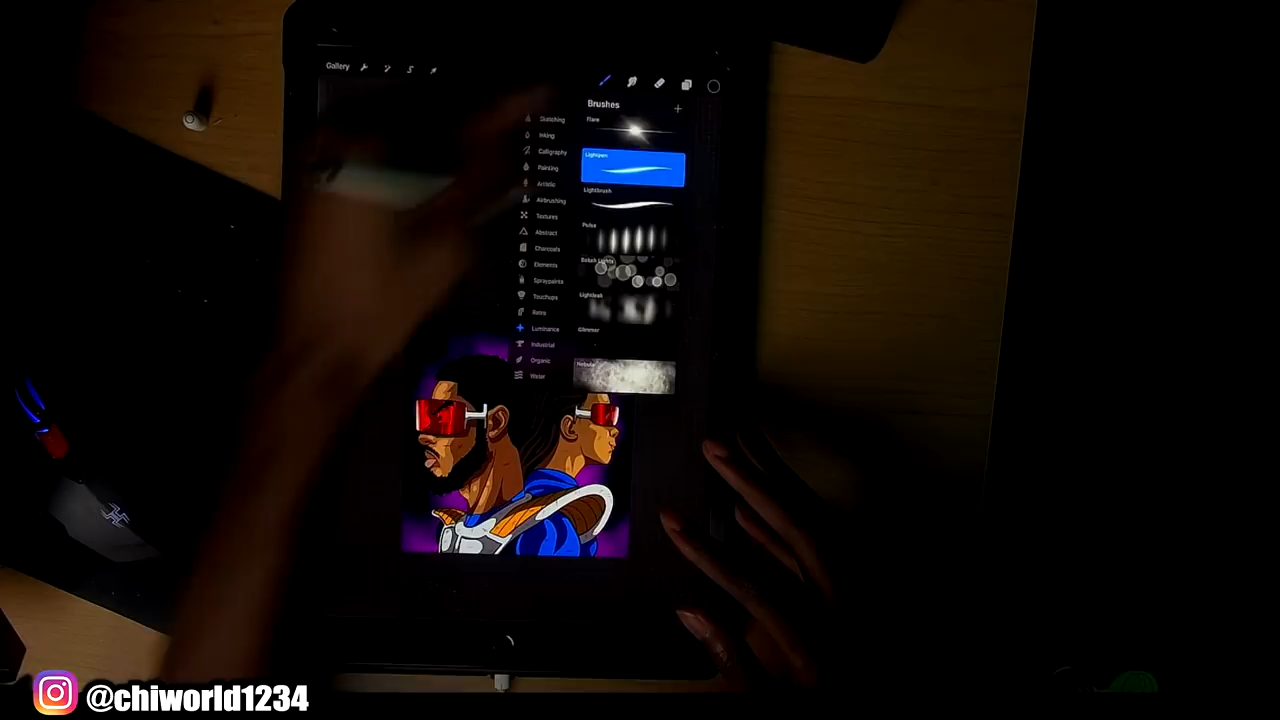 Gallery
Brushes
Sketching
Inking
Calligraphy
Painting
Artistic
Airbrushing
Textures
Abstract
Charcoals
Elements
Spraypaints
Touchups
Retro
Luminance
Industrial
Organic
Water
Flare
Lightpen
Lightbrush
Pulse
Bokeh Lights
Lightleak
Glimmer
Nebula
@chiworld1234